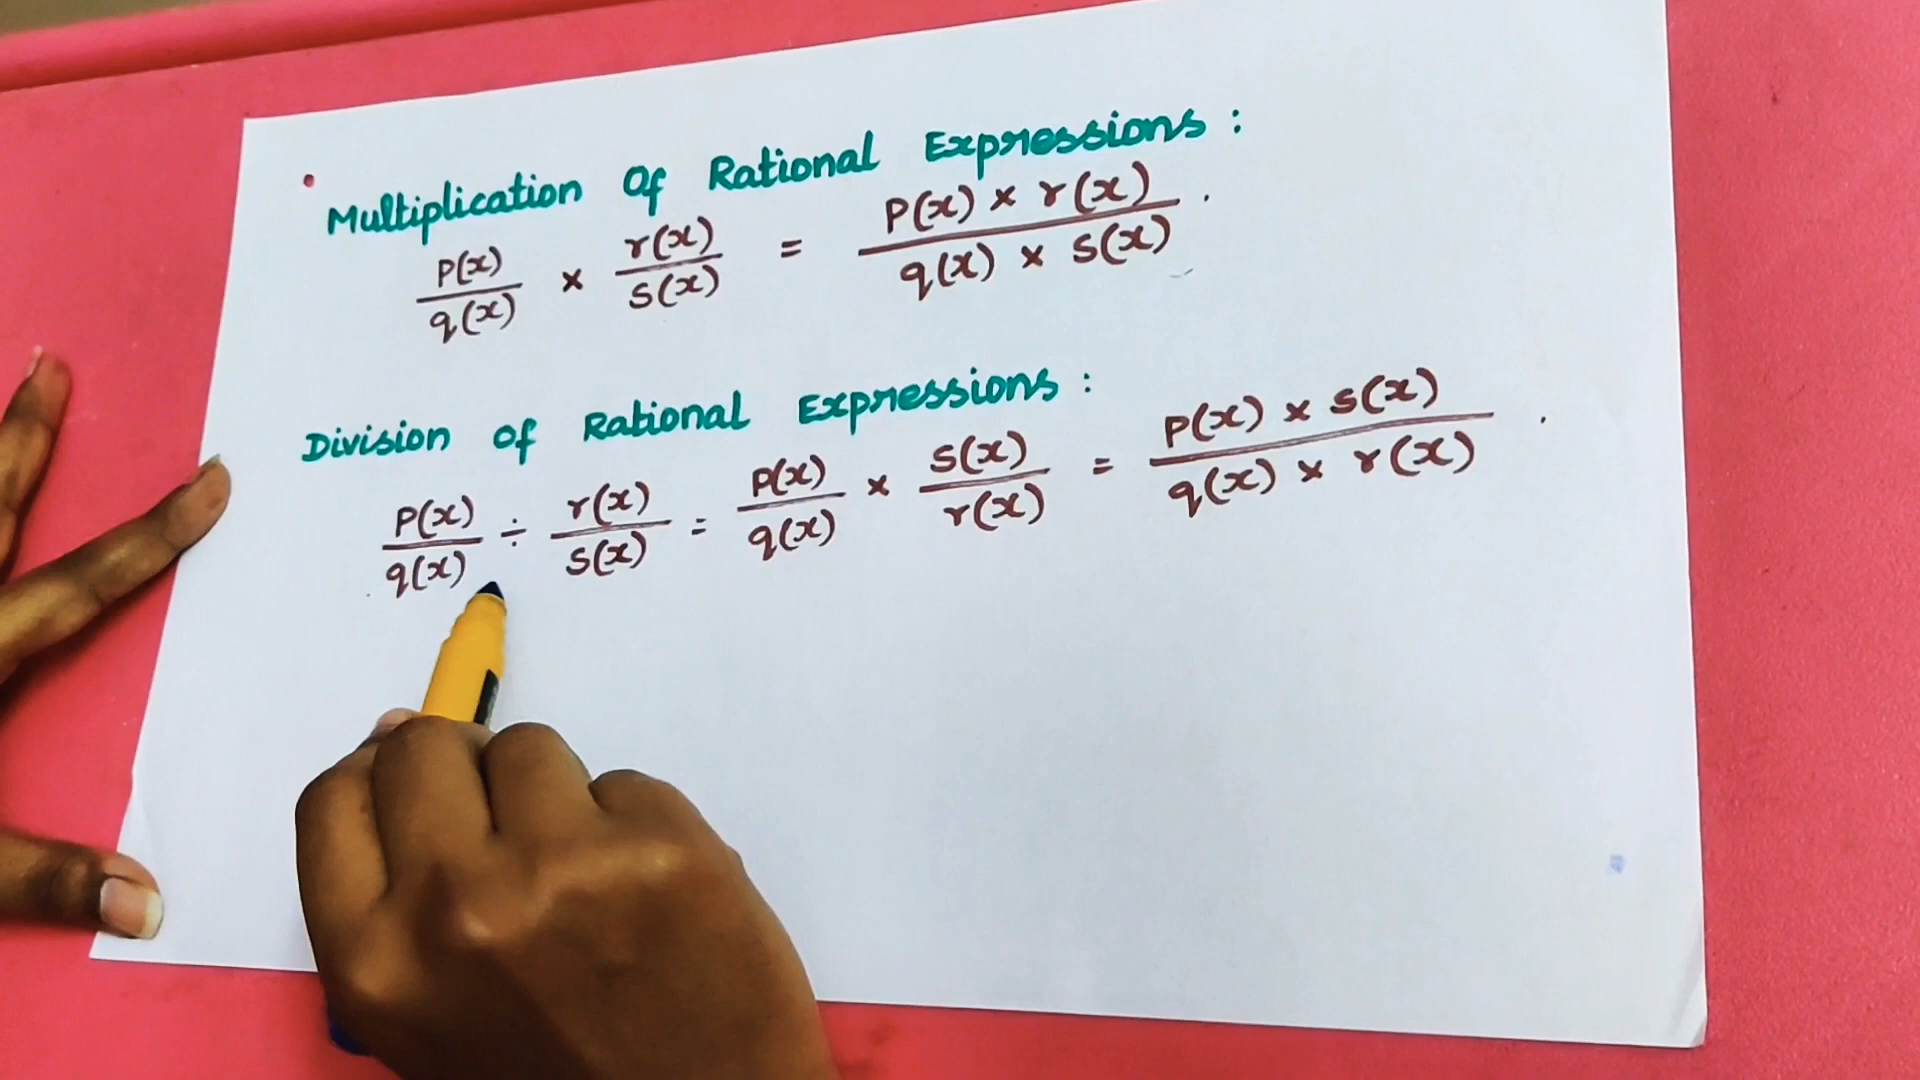 Multiplication Of Rational Expressions :
P(x)/q(x) × r(x)/s(x) = P(x) × r(x)/q(x) × s(x) .
Division of Rational Expressions :
P(x)/q(x) ÷ r(x)/s(x) = P(x)/q(x) × s(x)/r(x) = P(x) × s(x)/q(x) × r(x) .